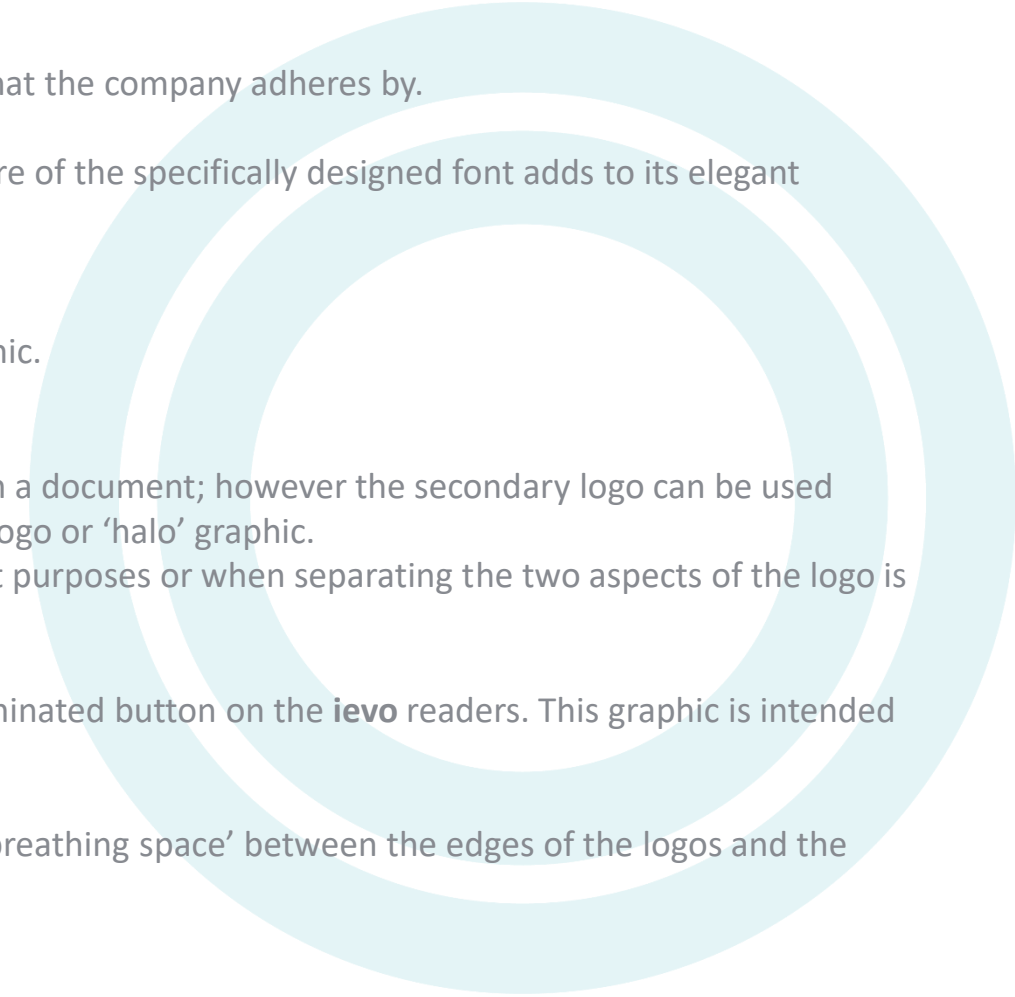 hat the company adheres by.
re of the specifically designed font adds to its elegant
nic.
n a document; however the secondary logo can be used
ogo or ‘halo’ graphic.
t purposes or when separating the two aspects of the logo is
minated button on the ievo readers. This graphic is intended
breathing space’ between the edges of the logos and the